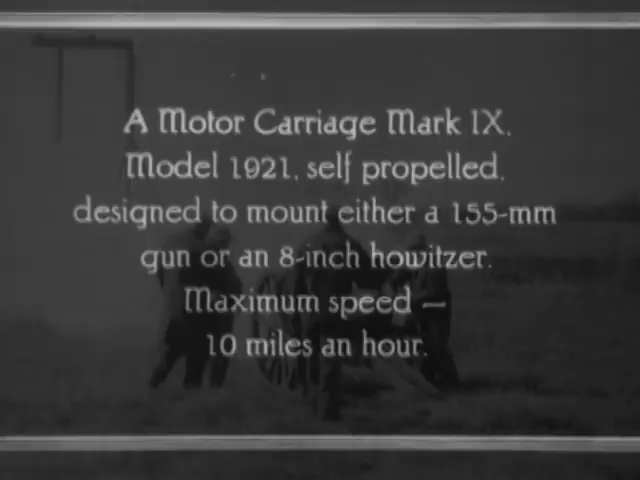 A Motor Carriage Mark IX,
Model 1921, self propelled,
designed to mount either a 155-mm
gun or an 8-inch howitzer.
Maximum speed —
10 miles an hour.